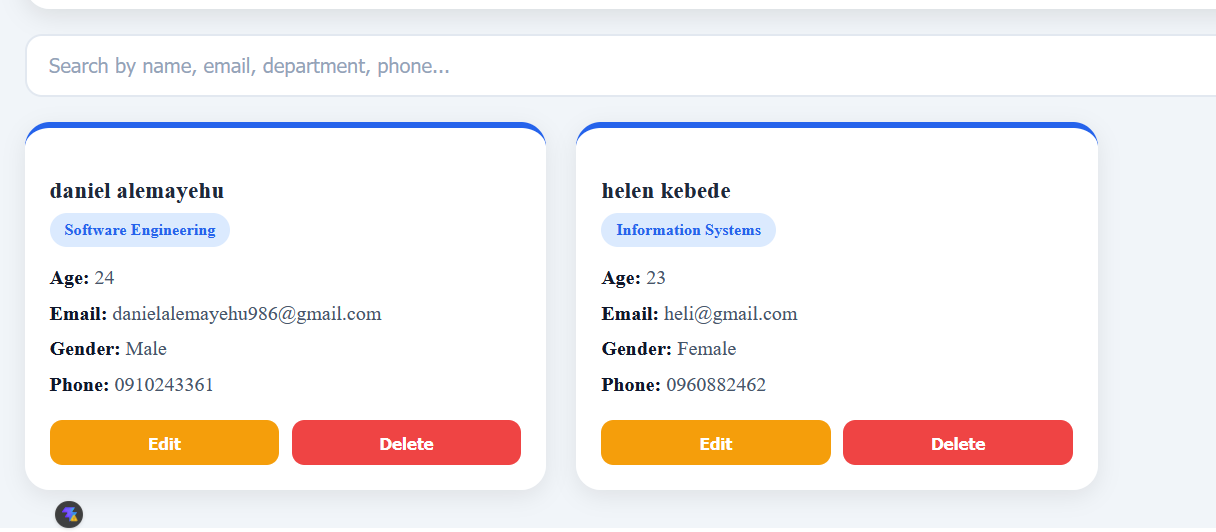 Search by name, email, department, phone...
daniel alemayehu
Software Engineering
Age: 24
Email: danielalemayehu986@gmail.com
Gender: Male
Phone: 0910243361
Edit Delete
helen kebede
Information Systems
Age: 23
Email: heli@gmail.com
Gender: Female
Phone: 0960882462
Edit Delete